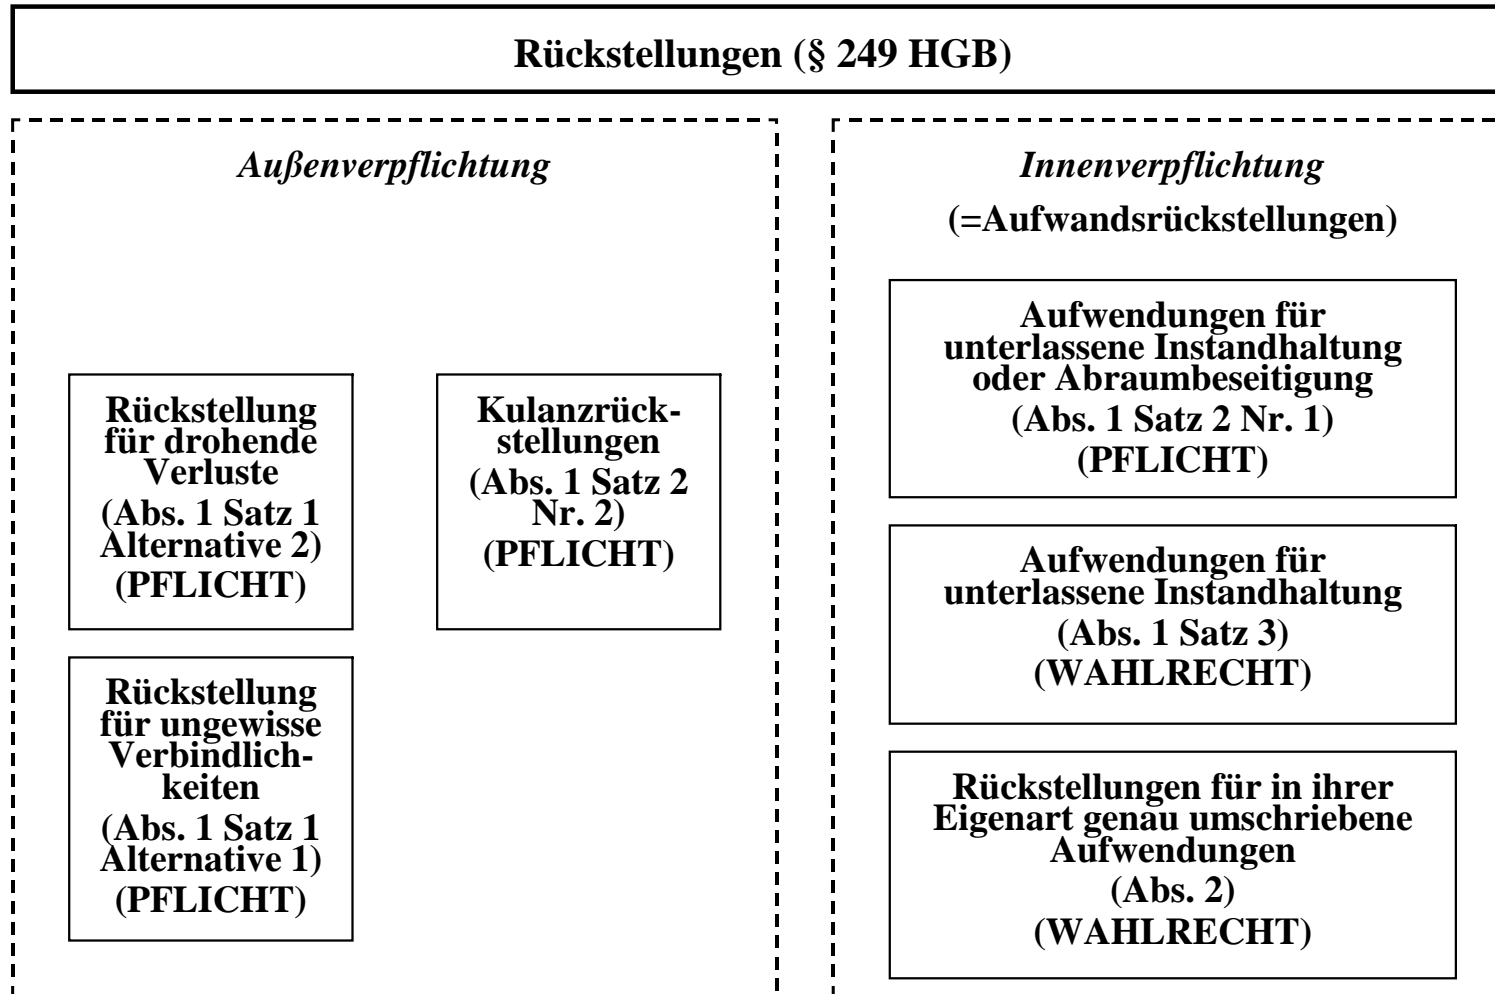 Rückstellungen (§ 249 HGB)
Außenverpflichtung
Rückstellung
für drohende
Verluste
(Abs. 1 Satz 1
Alternative 2)
(PFLICHT)
Kulanzrück-
stellungen
(Abs. 1 Satz 2
Nr. 2)
(PFLICHT)
Rückstellung
für ungewisse
Verbindlich-
keiten
(Abs. 1 Satz 1
Alternative 1)
(PFLICHT)
Innenverpflichtung
(=Aufwandsrückstellungen)
Aufwendungen für
unterlassene Instandhaltung
oder Abraumbeseitigung
(Abs. 1 Satz 2 Nr. 1)
(PFLICHT)
Aufwendungen für
unterlassene Instandhaltung
(Abs. 1 Satz 3)
(WAHLRECHT)
Rückstellungen für in ihrer
Eigenart genau umschriebene
Aufwendungen
(Abs. 2)
(WAHLRECHT)